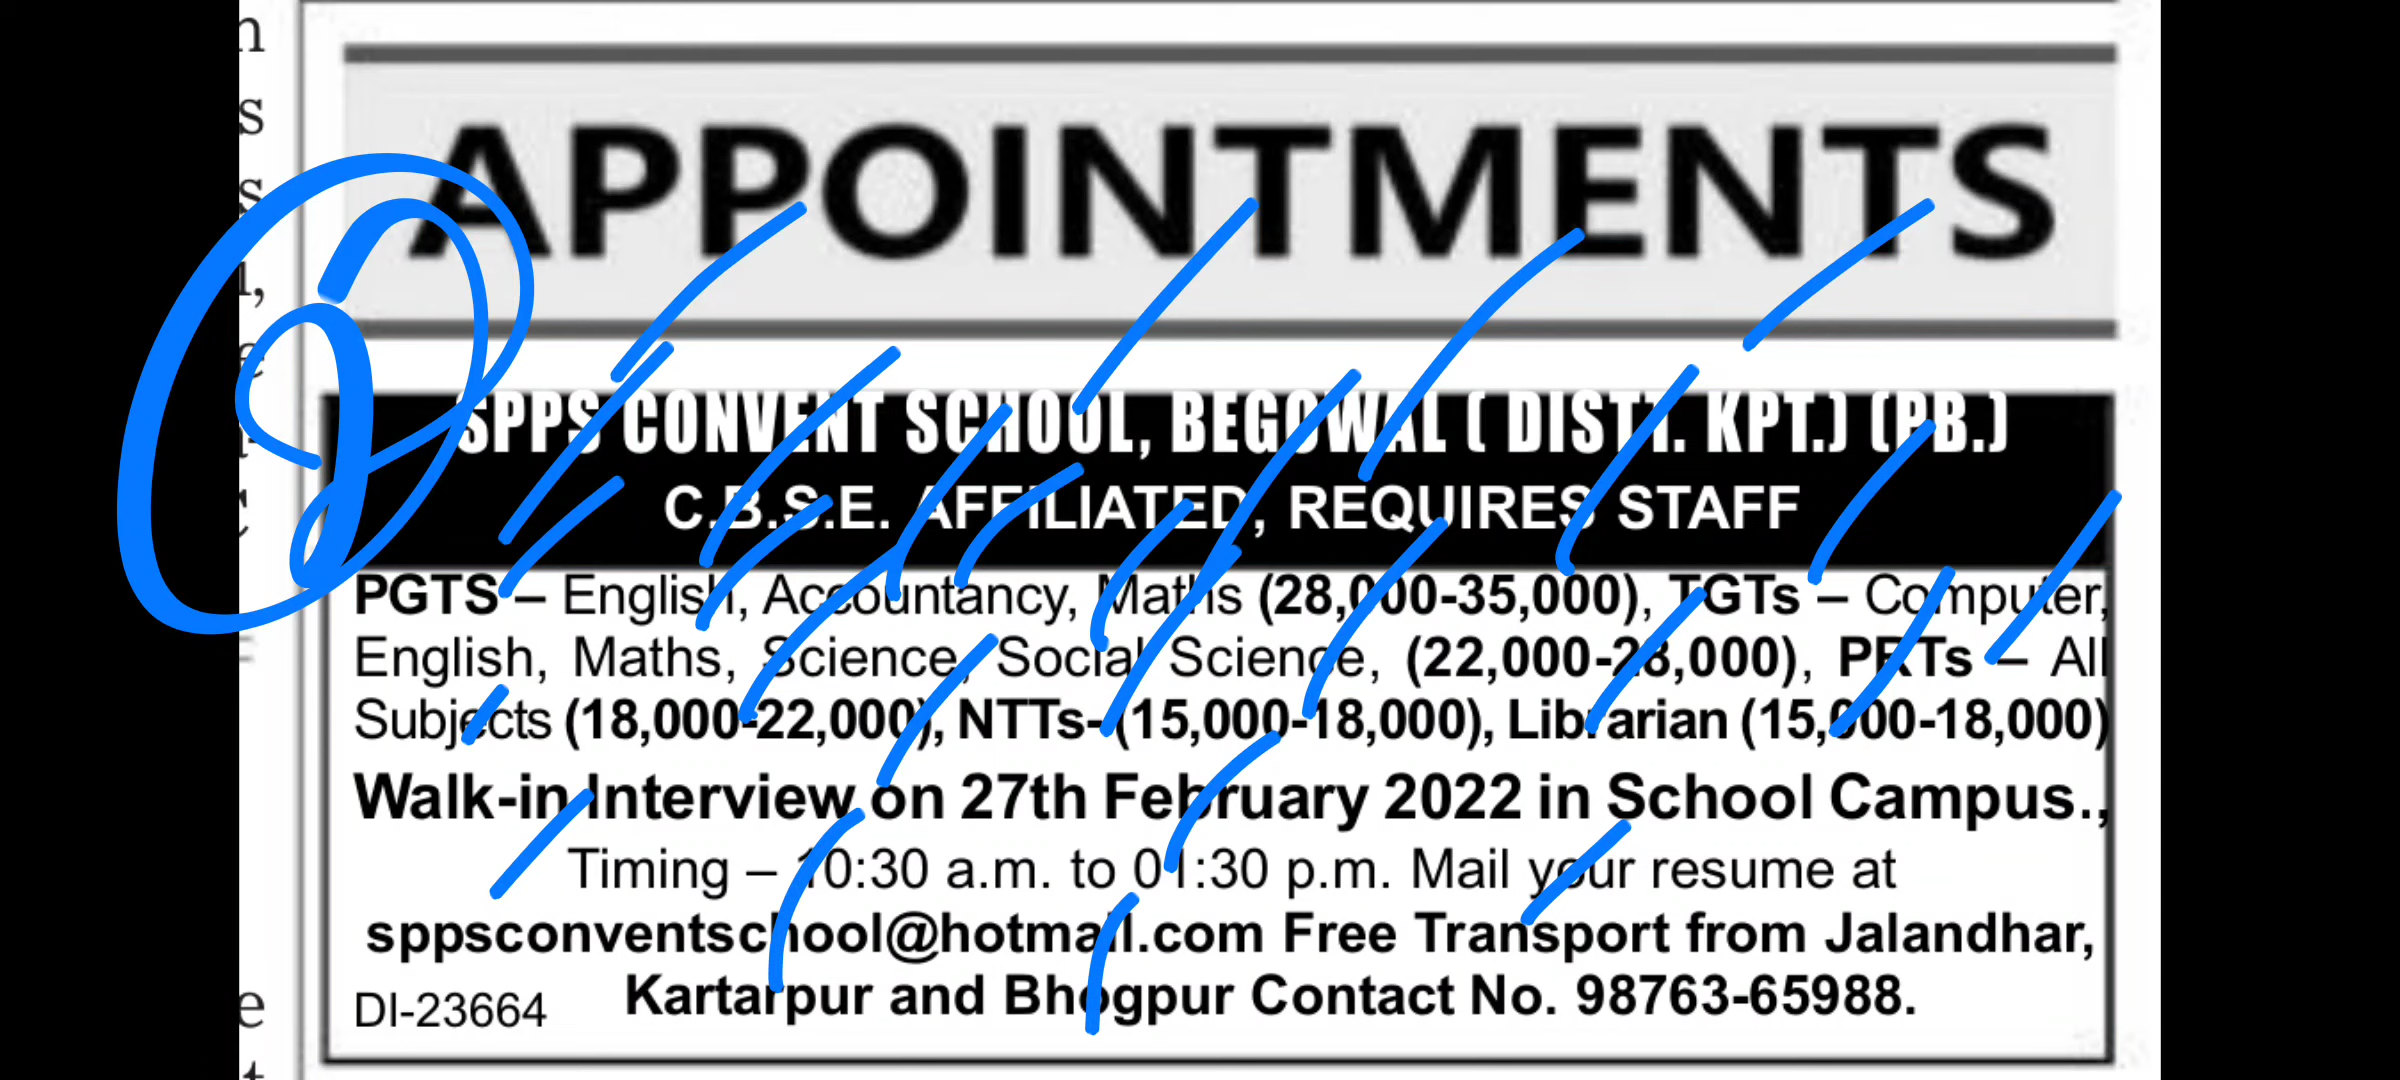 APPOINTMENTS
SPPS CONVENT SCHOOL, BEGOWAL ( DISTT. KPT.) (PB.)
C.B.S.E. AFFILIATED, REQUIRES STAFF
PGTS – English, Accountancy, Maths (28,000-35,000), TGTs – Computer,
English, Maths, Science, Social Science, (22,000-28,000), PRTs – All
Subjects (18,000-22,000), NTTs-(15,000-18,000), Librarian (15,000-18,000)
Walk-in Interview on 27th February 2022 in School Campus.,
Timing – 10:30 a.m. to 01:30 p.m. Mail your resume at
sppsconventschool@hotmail.com Free Transport from Jalandhar,
Kartarpur and Bhogpur Contact No. 98763-65988.
DI-23664